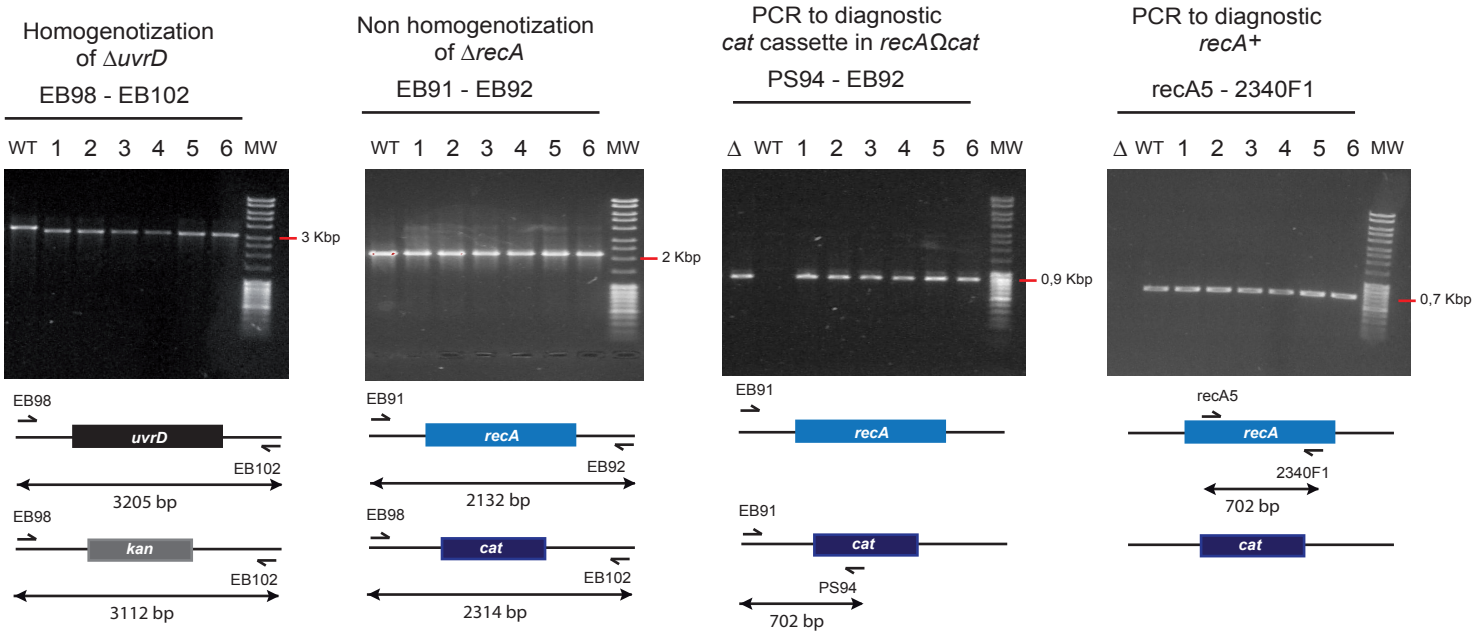 Homogenotization
of ΔuvrD
EB98 - EB102
WT 1 2 3 4 5 6 MW
3 Kbp
EB98
uvrD
EB102
3205 bp
EB98
kan
EB102
3112 bp
Non homogenotization
of ΔrecA
EB91 - EB92
WT 1 2 3 4 5 6 MW
2 Kbp
EB91
recA
EB92
2132 bp
EB98
cat
EB102
2314 bp
PCR to diagnostic
cat cassette in recAΩcat
PS94 - EB92
Δ WT 1 2 3 4 5 6 MW
0,9 Kbp
EB91
recA
EB91
cat
PS94
702 bp
PCR to diagnostic
recA+
recA5 - 2340F1
Δ WT 1 2 3 4 5 6 MW
0,7 Kbp
recA5
recA
2340F1
702 bp
cat